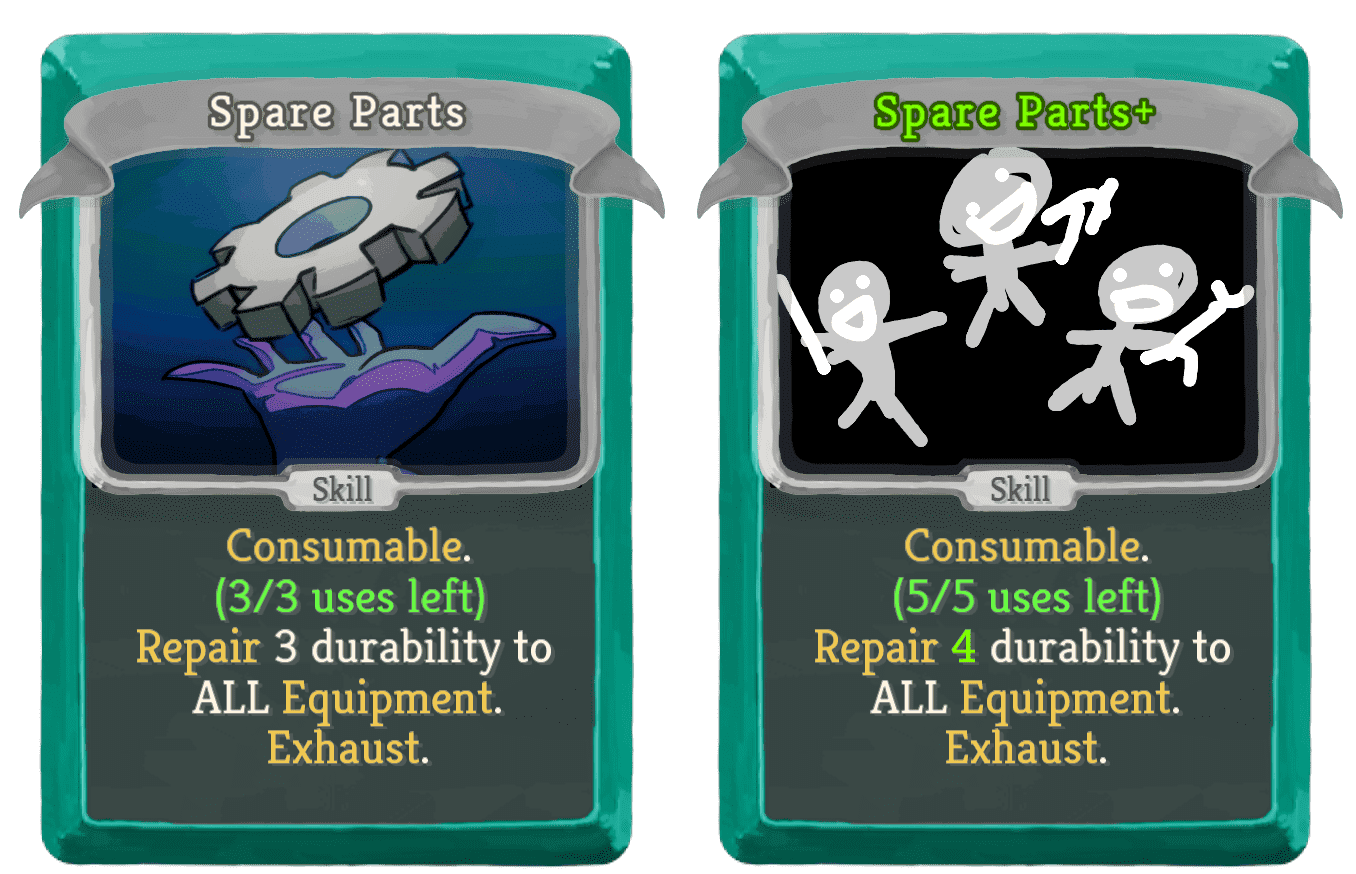 Spare Parts
Skill
Consumable.
(3/3 uses left)
Repair 3 durability to
ALL Equipment.
Exhaust.
Spare Parts+
Skill
Consumable.
(5/5 uses left)
Repair 4 durability to
ALL Equipment.
Exhaust.